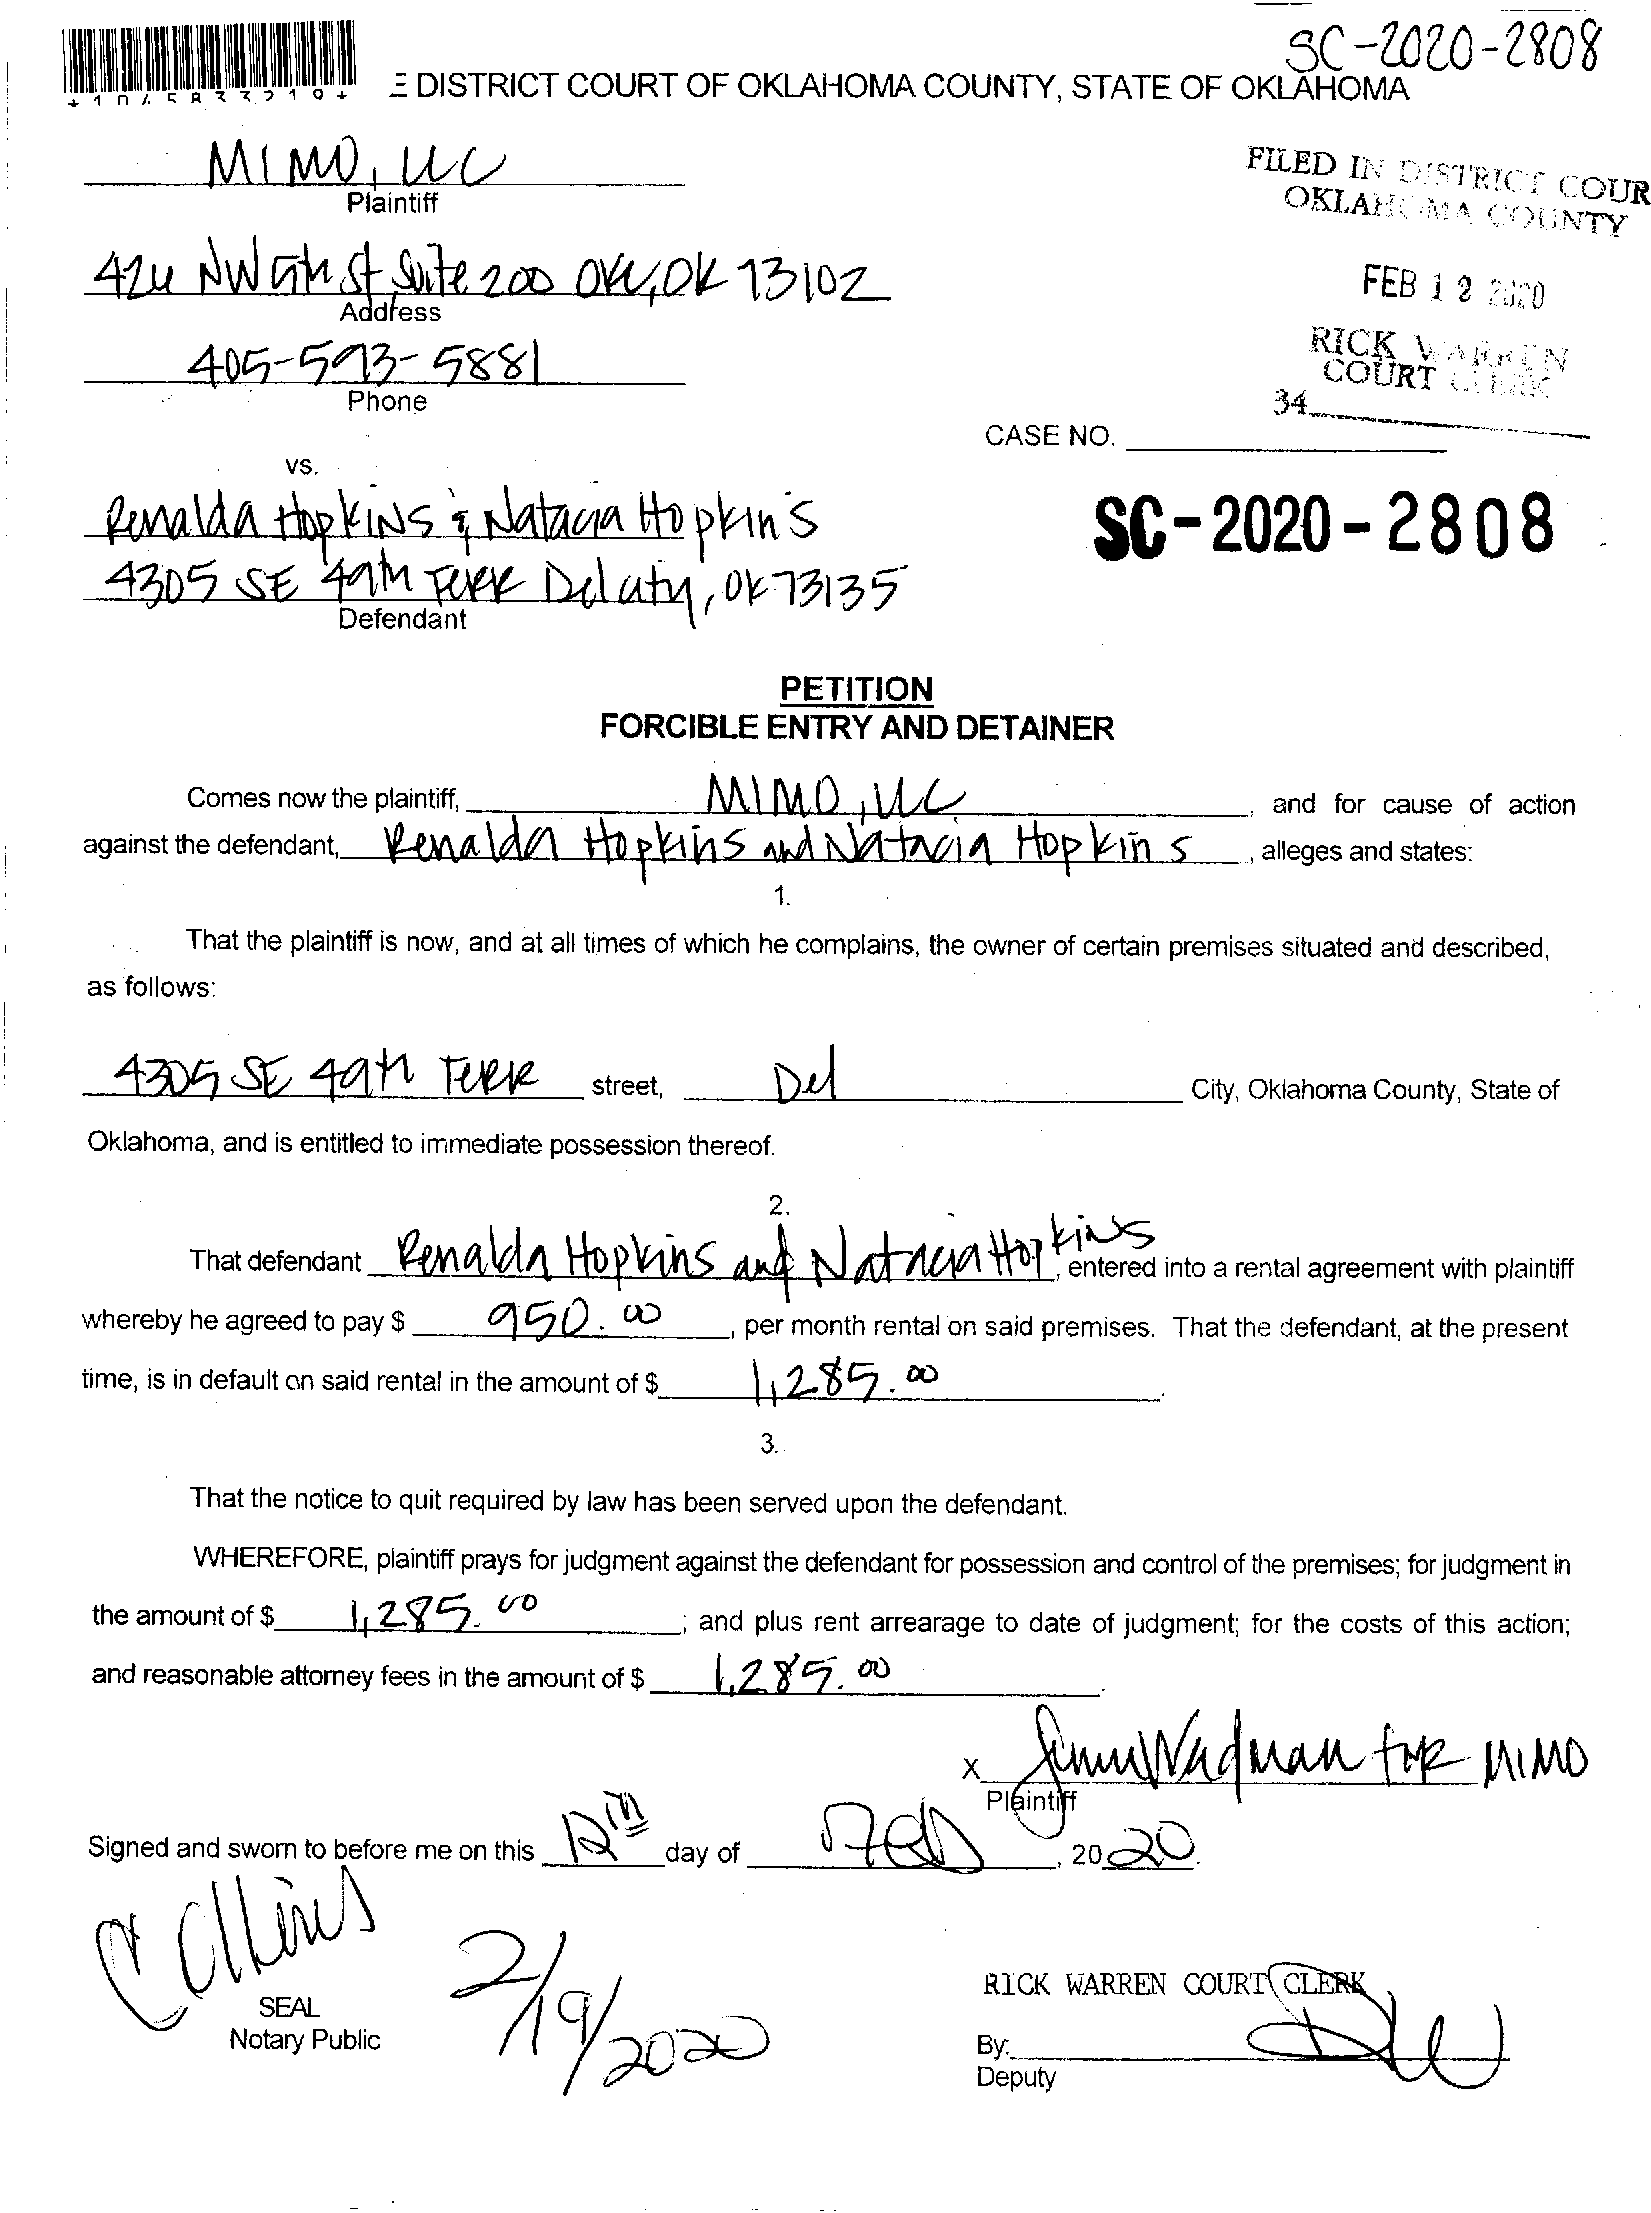 SC-2020-2808
E DISTRICT COURT OF OKLAHOMA COUNTY, STATE OF OKLAHOMA
MIMO, LLC
Plaintiff
FILED IN DISTRICT COUR
OKLAHOMA COUNTY
NW St Suite 200 OKC, OK 73102
Address
FEB 12 2020
405-593-5881
Phone
RICK WARREN
COURT CLERK
34
CASE NO.
vs.
Renalda Hopkins & Natacia Hopkins
SC-2020-2808
4305 SE 49th TERR Del City, OK 73135
Defendant
PETITION
FORCIBLE ENTRY AND DETAINER
Comes now the plaintiff, MIMO, LLC, and for cause of action
against the defendant, Renalda Hopkins and Natacia Hopkins, alleges and states:
1.
That the plaintiff is now, and at all times of which he complains, the owner of certain premises situated and described,
as follows:
4305 SE 49th TERR street, Del City, Oklahoma County, State of
Oklahoma, and is entitled to immediate possession thereof.
2.
That defendant Renalda Hopkins and Natacia Hopkins, entered into a rental agreement with plaintiff
whereby he agreed to pay $ 950.00, per month rental on said premises. That the defendant, at the present
time, is in default on said rental in the amount of $ 1,285.00.
3.
That the notice to quit required by law has been served upon the defendant.
WHEREFORE, plaintiff prays for judgment against the defendant for possession and control of the premises; for judgment in
the amount of $ 1,285.00; and plus rent arrearage to date of judgment; for the costs of this action;
and reasonable attorney fees in the amount of $ 1,285.00.
X Wadman FOR MIMO
Plaintiff
Signed and sworn to before me on this 12th day of Feb, 2020.
C Collins
SEAL
Notary Public
2/19/2020
RICK WARREN COURT CLERK
By:
Deputy